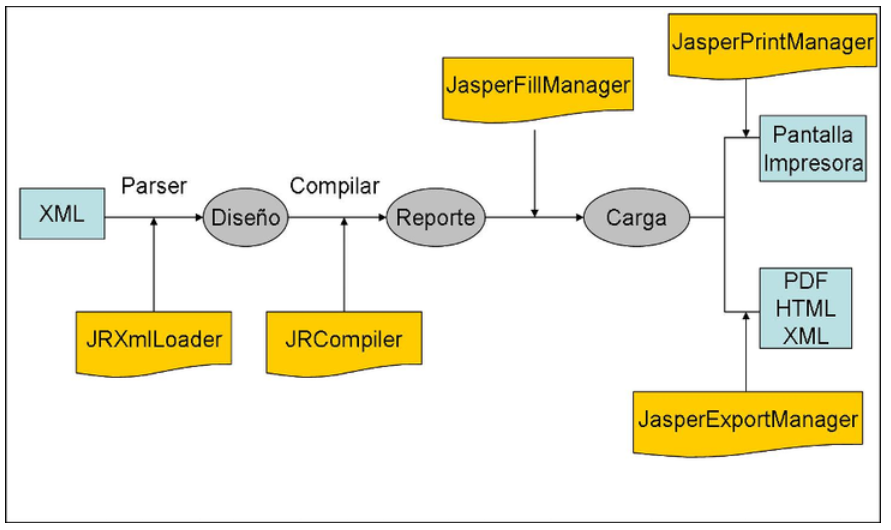 JasperPrintManager
JasperFillManager
Pantalla
Impresora
Parser
Compilar
XML
Diseño
Reporte
Carga
PDF
HTML
XML
JRXmlLoader
JRCompiler
JasperExportManager